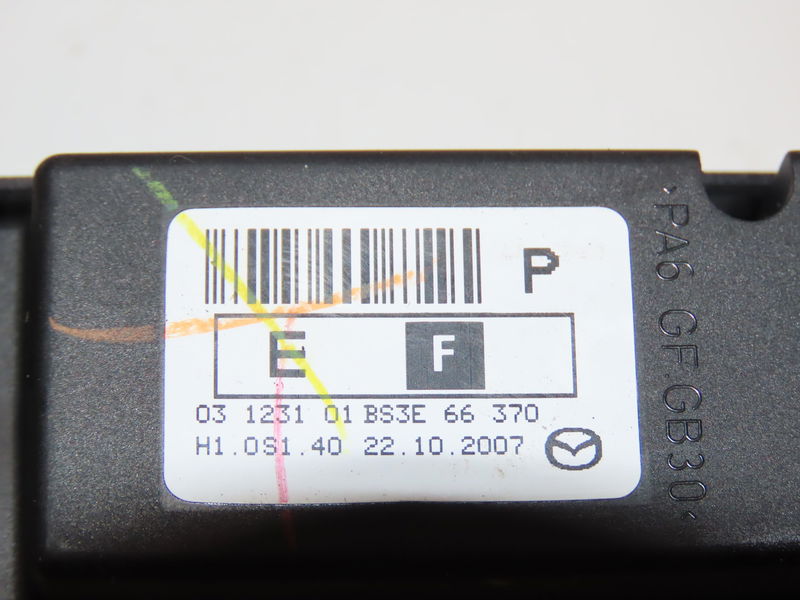 P
E F
03 1231 01 BS3E 66 370
H1.0S1.40 22.10.2007
>PA6 GF.GB30<